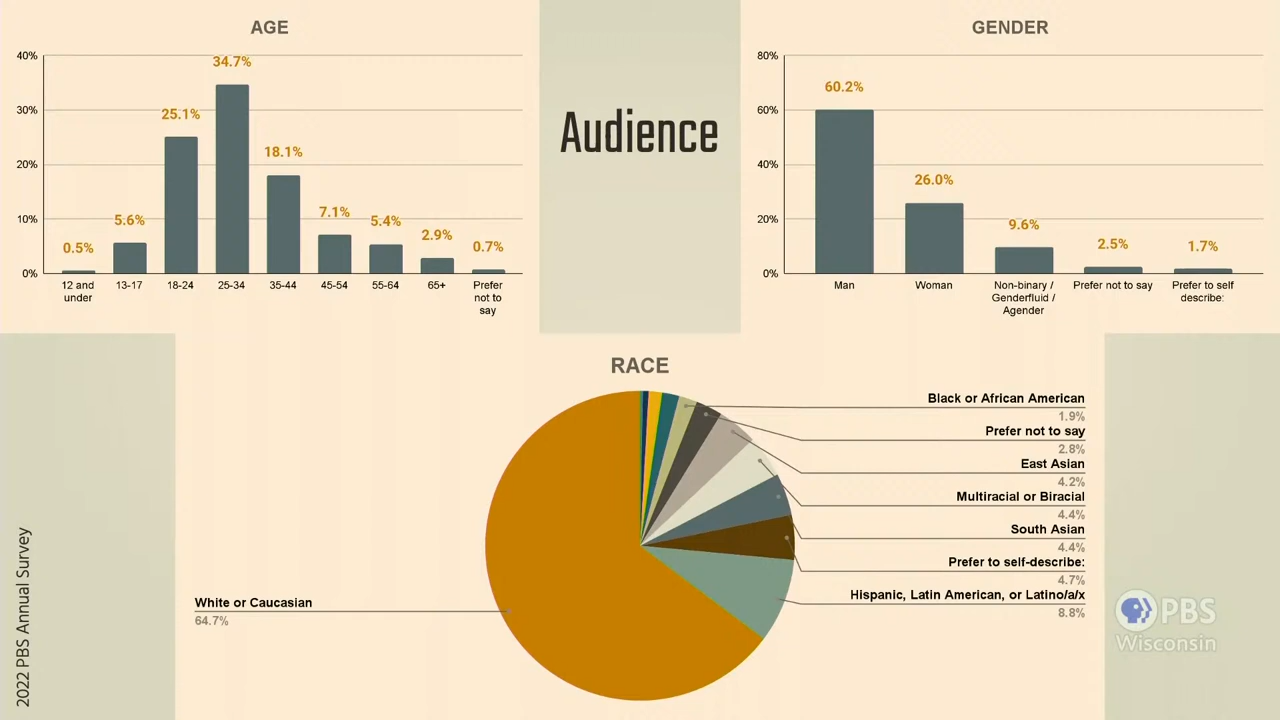 AGE
40%
30%
20%
10%
0%
0.5%
5.6%
25.1%
34.7%
18.1%
7.1%
5.4%
2.9%
0.7%
12 and
under
13-17
18-24
25-34
35-44
45-54
55-64
65+
Prefer
not to
say
Audience
GENDER
80%
60%
40%
20%
0%
60.2%
26.0%
9.6%
2.5%
1.7%
Man
Woman
Non-binary /
Genderfluid /
Agender
Prefer not to say
Prefer to self
describe:
RACE
White or Caucasian
64.7%
Black or African American
1.9%
Prefer not to say
2.8%
East Asian
4.2%
Multiracial or Biracial
4.4%
South Asian
4.4%
Prefer to self-describe:
4.7%
Hispanic, Latin American, or Latino/a/x
8.8%
2022 PBS Annual Survey
PBS
Wisconsin